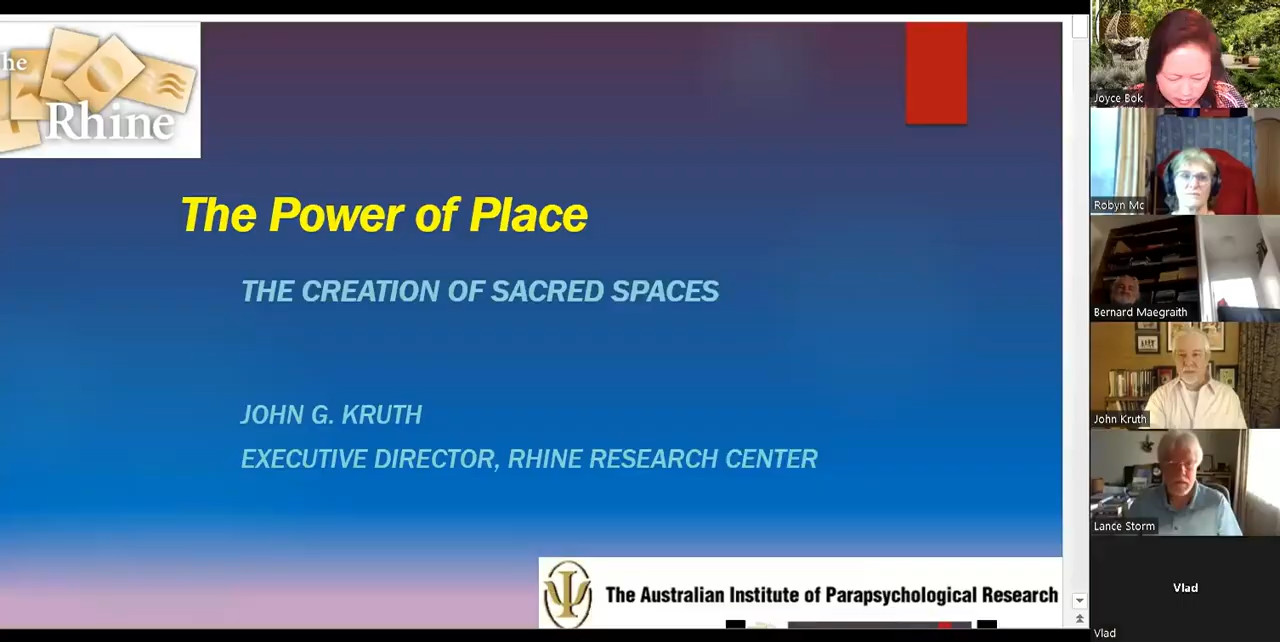 he
Rhine
The Power of Place
THE CREATION OF SACRED SPACES
JOHN G. KRUTH
EXECUTIVE DIRECTOR, RHINE RESEARCH CENTER
The Australian Institute of Parapsychological Research
Joyce Bok
Robyn Mc
Bernard Maegraith
John Kruth
Lance Storm
Vlad
Vlad